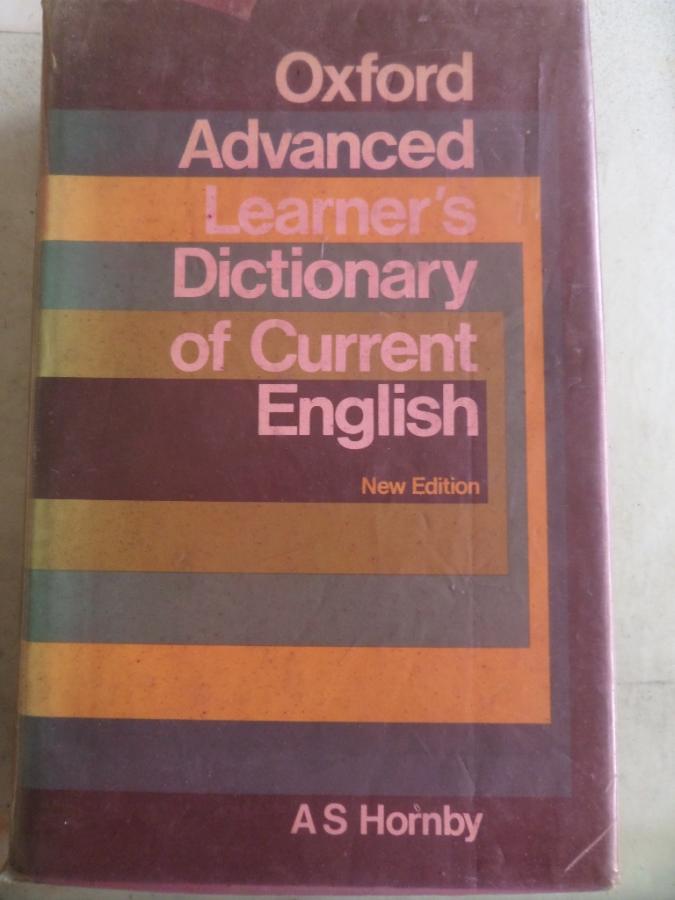 Oxford
Advanced
Learner's
Dictionary
of Current
English
New Edition
A S Hornby